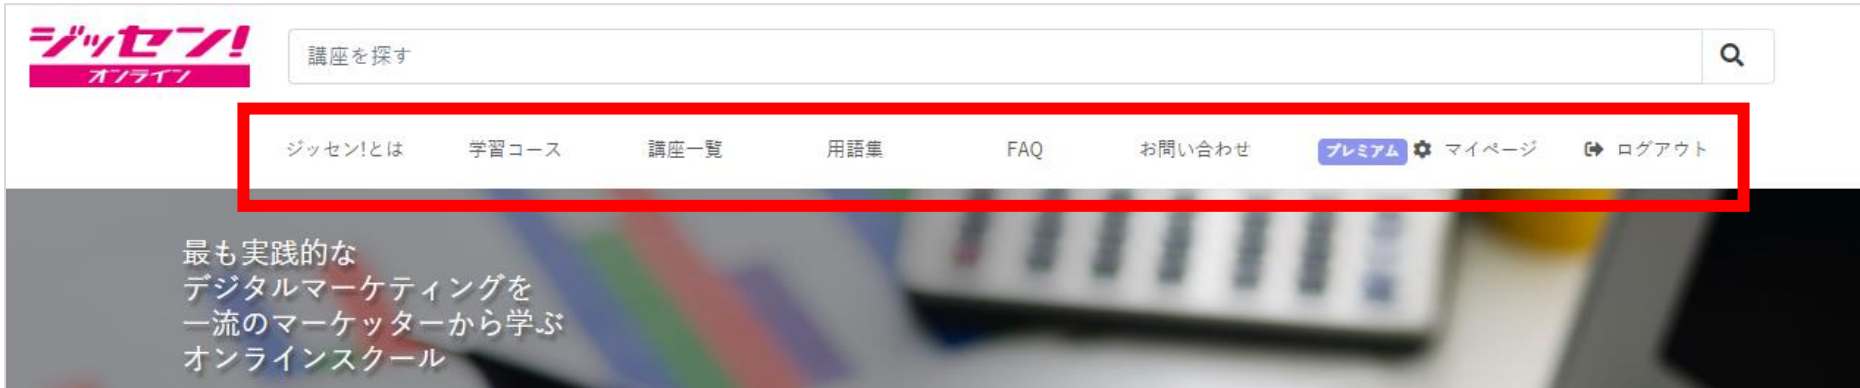 ジッセン!
オンライン
講座を探す
ジッセン!とは 学習コース 講座一覧 用語集 FAQ お問い合わせ プレミアム マイページ ログアウト
最も実践的な
デジタルマーケティングを
一流のマーケッターから学ぶ
オンラインスクール